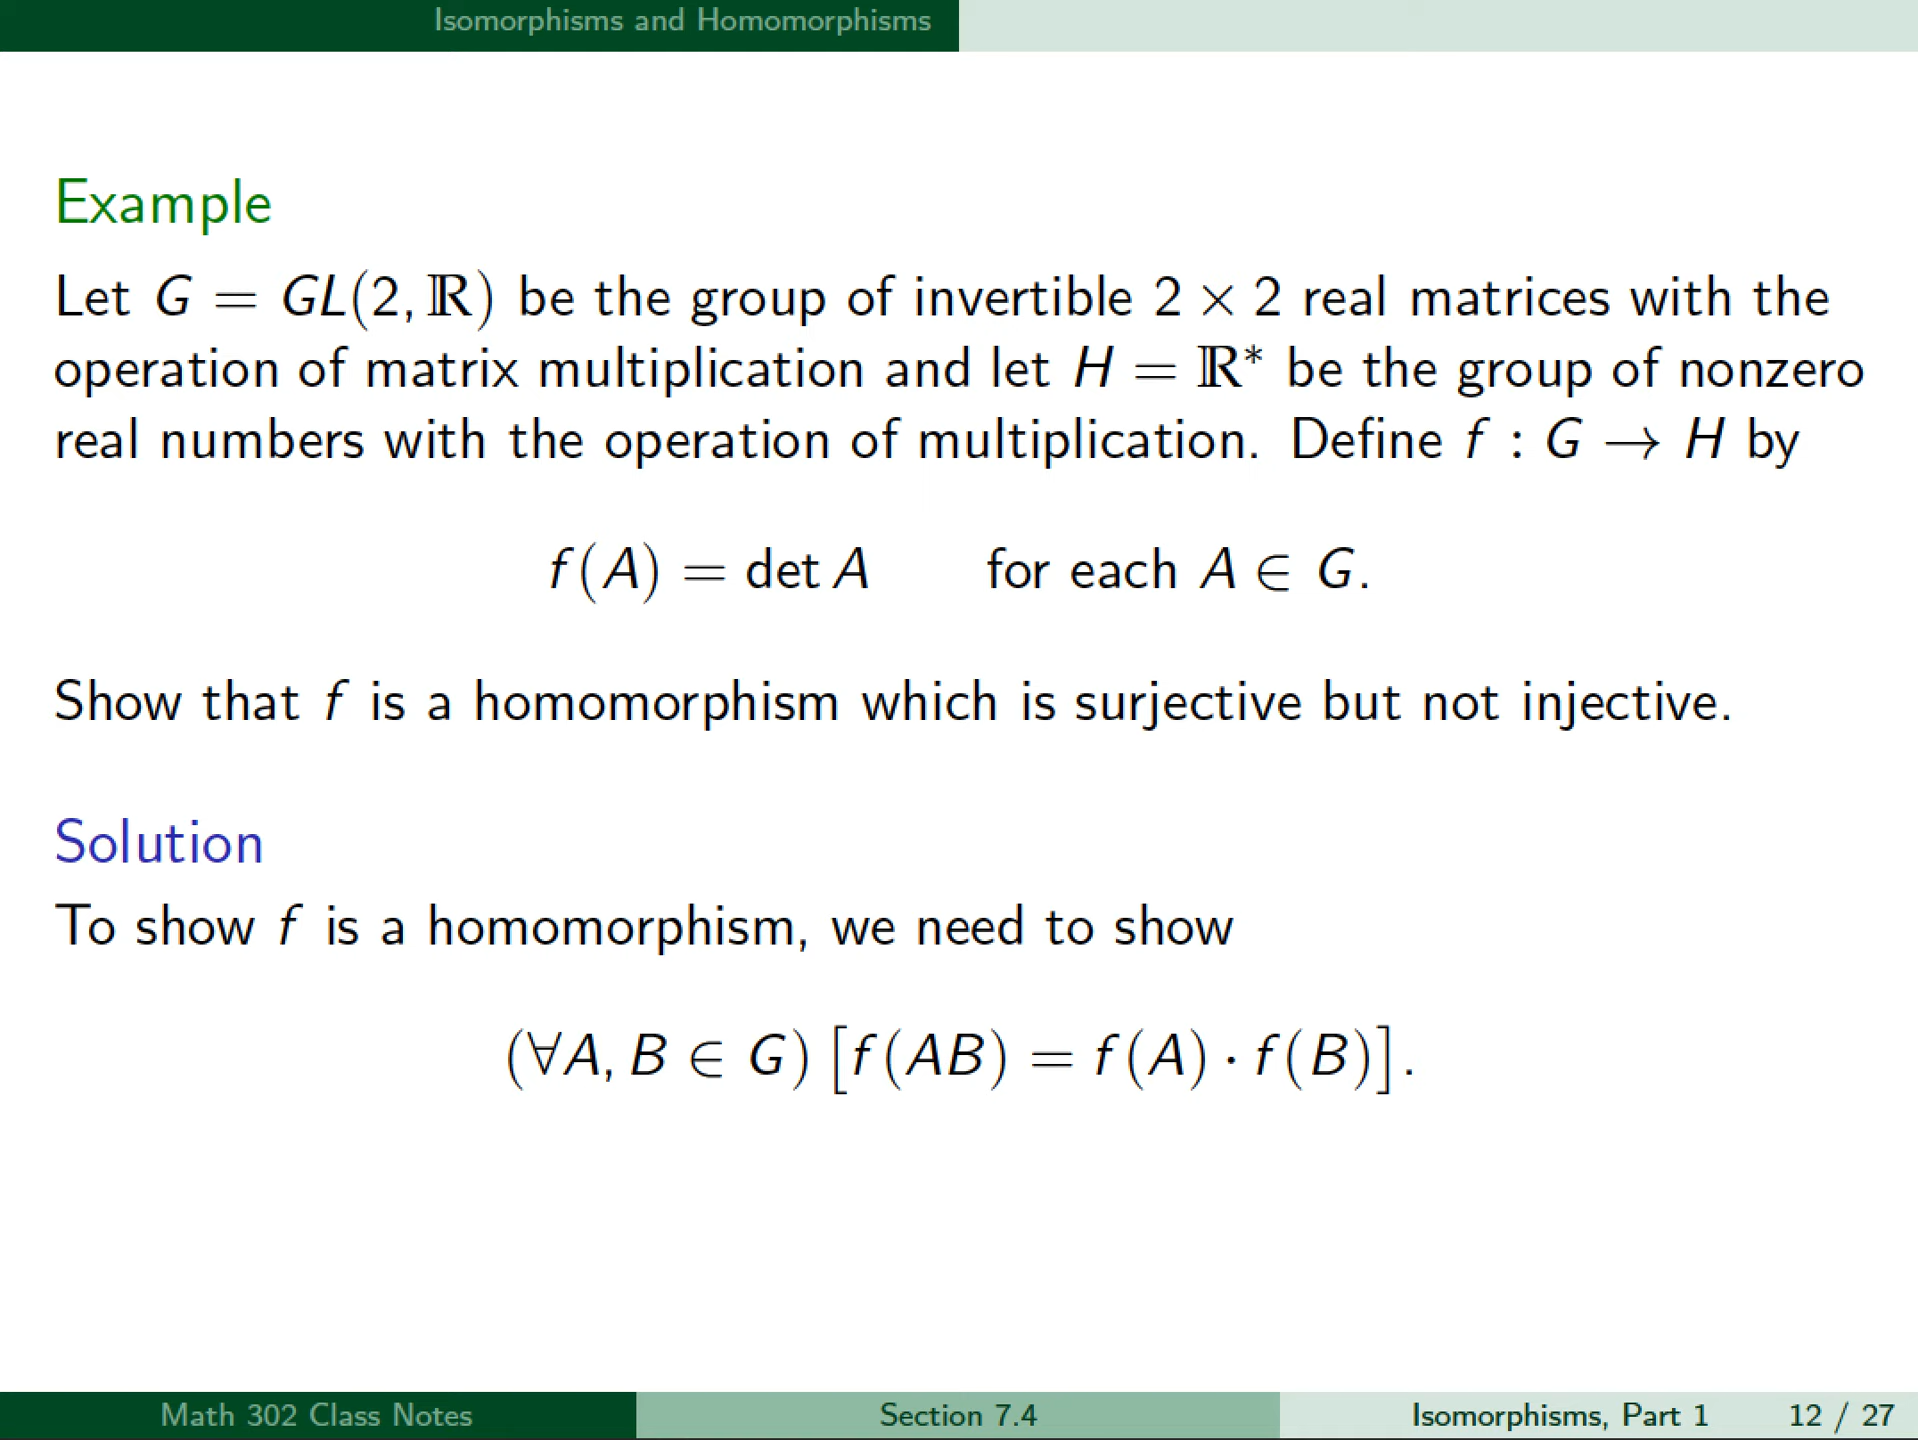 Isomorphisms and Homomorphisms
Example
Let G = GL(2, ℝ) be the group of invertible 2 × 2 real matrices with the
operation of matrix multiplication and let H = ℝ* be the group of nonzero
real numbers with the operation of multiplication. Define f : G → H by
f(A) = det A for each A ∈ G.
Show that f is a homomorphism which is surjective but not injective.
Solution
To show f is a homomorphism, we need to show
(∀A, B ∈ G) [f(AB) = f(A) · f(B)].
Math 302 Class Notes Section 7.4 Isomorphisms, Part 1 12 / 27